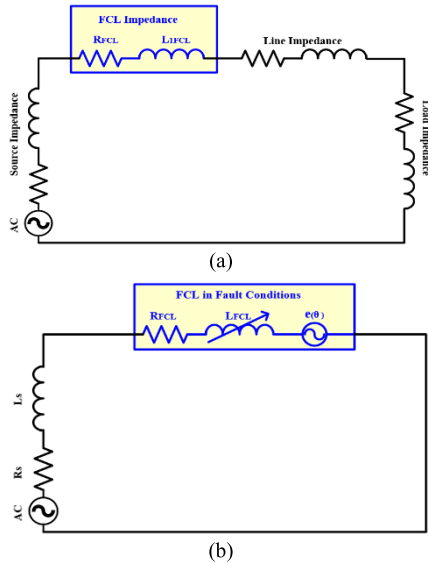 FCL Impedance
RFCL
L1FCL
Line Impedance
Source Impedance
Load Impedance
AC
(a)
FCL in Fault Conditions
RFCL
LFCL
e(θ)
Ls
Rs
AC
(b)